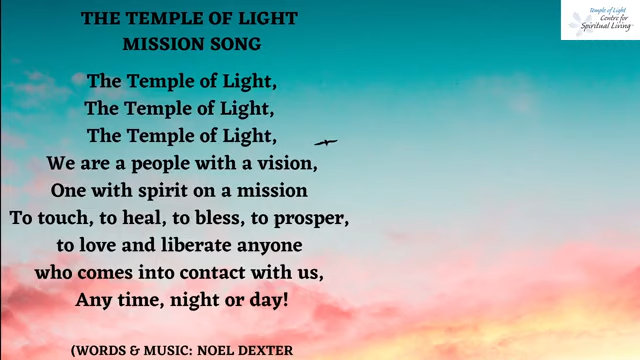 THE TEMPLE OF LIGHT
MISSION SONG
The Temple of Light,
The Temple of Light,
The Temple of Light,
We are a people with a vision,
One with spirit on a mission
To touch, to heal, to bless, to prosper,
to love and liberate anyone
who comes into contact with us,
Any time, night or day!
(WORDS & MUSIC: NOEL DEXTER
Temple of Light
Centre for
Spiritual Living